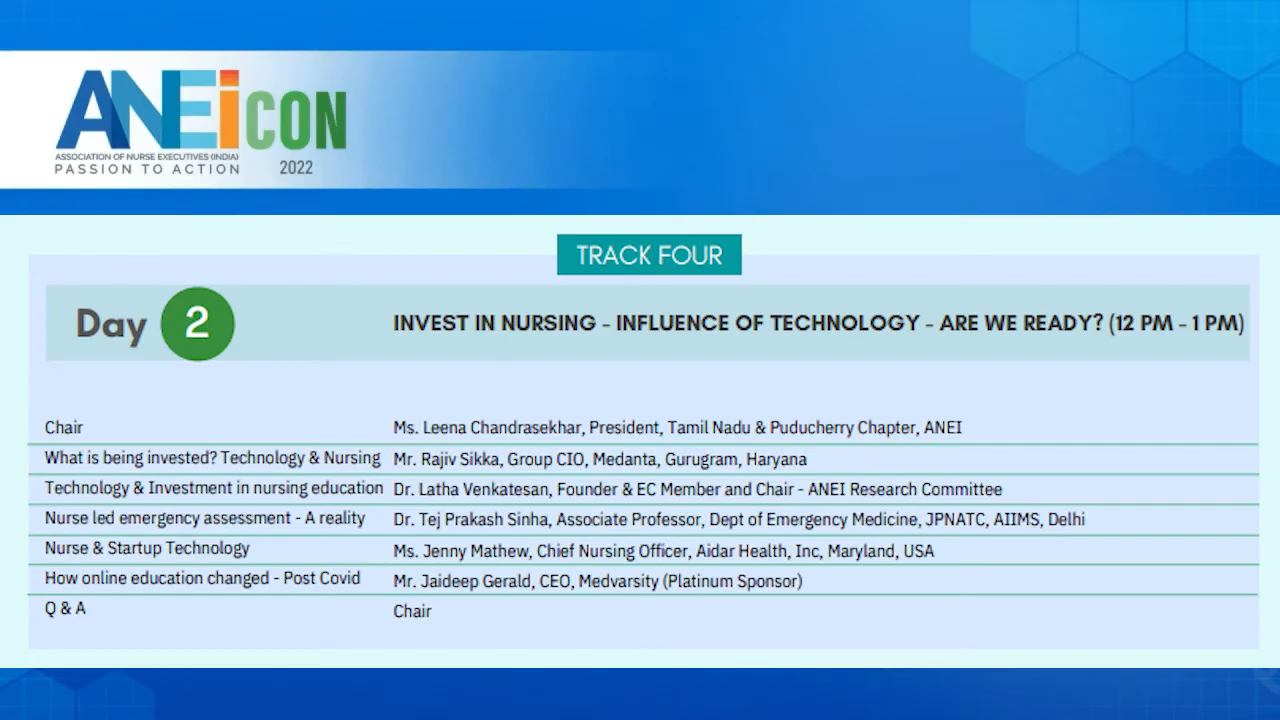 ANEiCON
ASSOCIATION OF NURSE EXECUTIVES (INDIA)
PASSION TO ACTION 2022
TRACK FOUR
Day 2 INVEST IN NURSING - INFLUENCE OF TECHNOLOGY - ARE WE READY? (12 PM - 1 PM)
Chair Ms. Leena Chandrasekhar, President, Tamil Nadu & Puducherry Chapter, ANEI
What is being invested? Technology & Nursing Mr. Rajiv Sikka, Group CIO, Medanta, Gurugram, Haryana
Technology & Investment in nursing education Dr. Latha Venkatesan, Founder & EC Member and Chair - ANEI Research Committee
Nurse led emergency assessment - A reality Dr. Tej Prakash Sinha, Associate Professor, Dept of Emergency Medicine, JPNATC, AIIMS, Delhi
Nurse & Startup Technology Ms. Jenny Mathew, Chief Nursing Officer, Aidar Health, Inc, Maryland, USA
How online education changed - Post Covid Mr. Jaideep Gerald, CEO, Medvarsity (Platinum Sponsor)
Q & A Chair